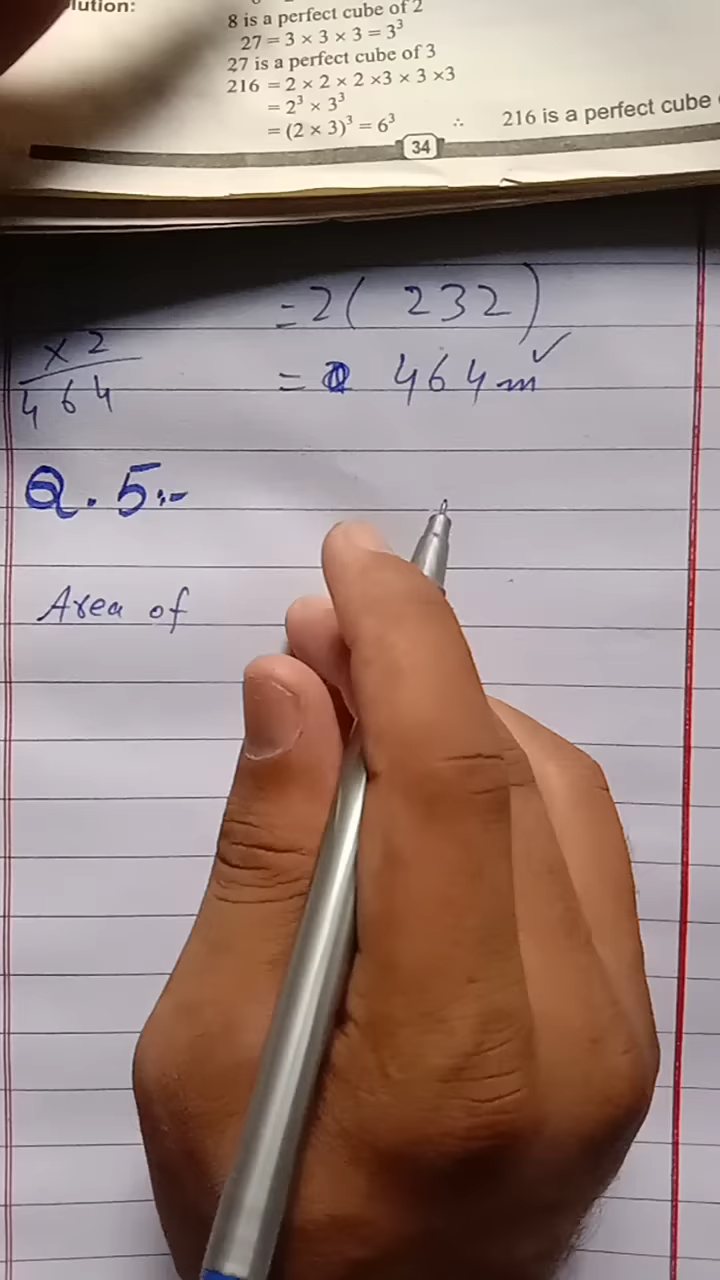 lution:
8 is a perfect cube of 2
27 = 3 × 3 × 3 = 3³
27 is a perfect cube of 3
216 = 2 × 2 × 2 ×3 × 3 ×3
= 2³ × 3³
= (2 × 3)³ = 6³ ∴ 216 is a perfect cube
34
= 2( 232 )
× 2
464
= 464 m
Q. 5:-
Area of